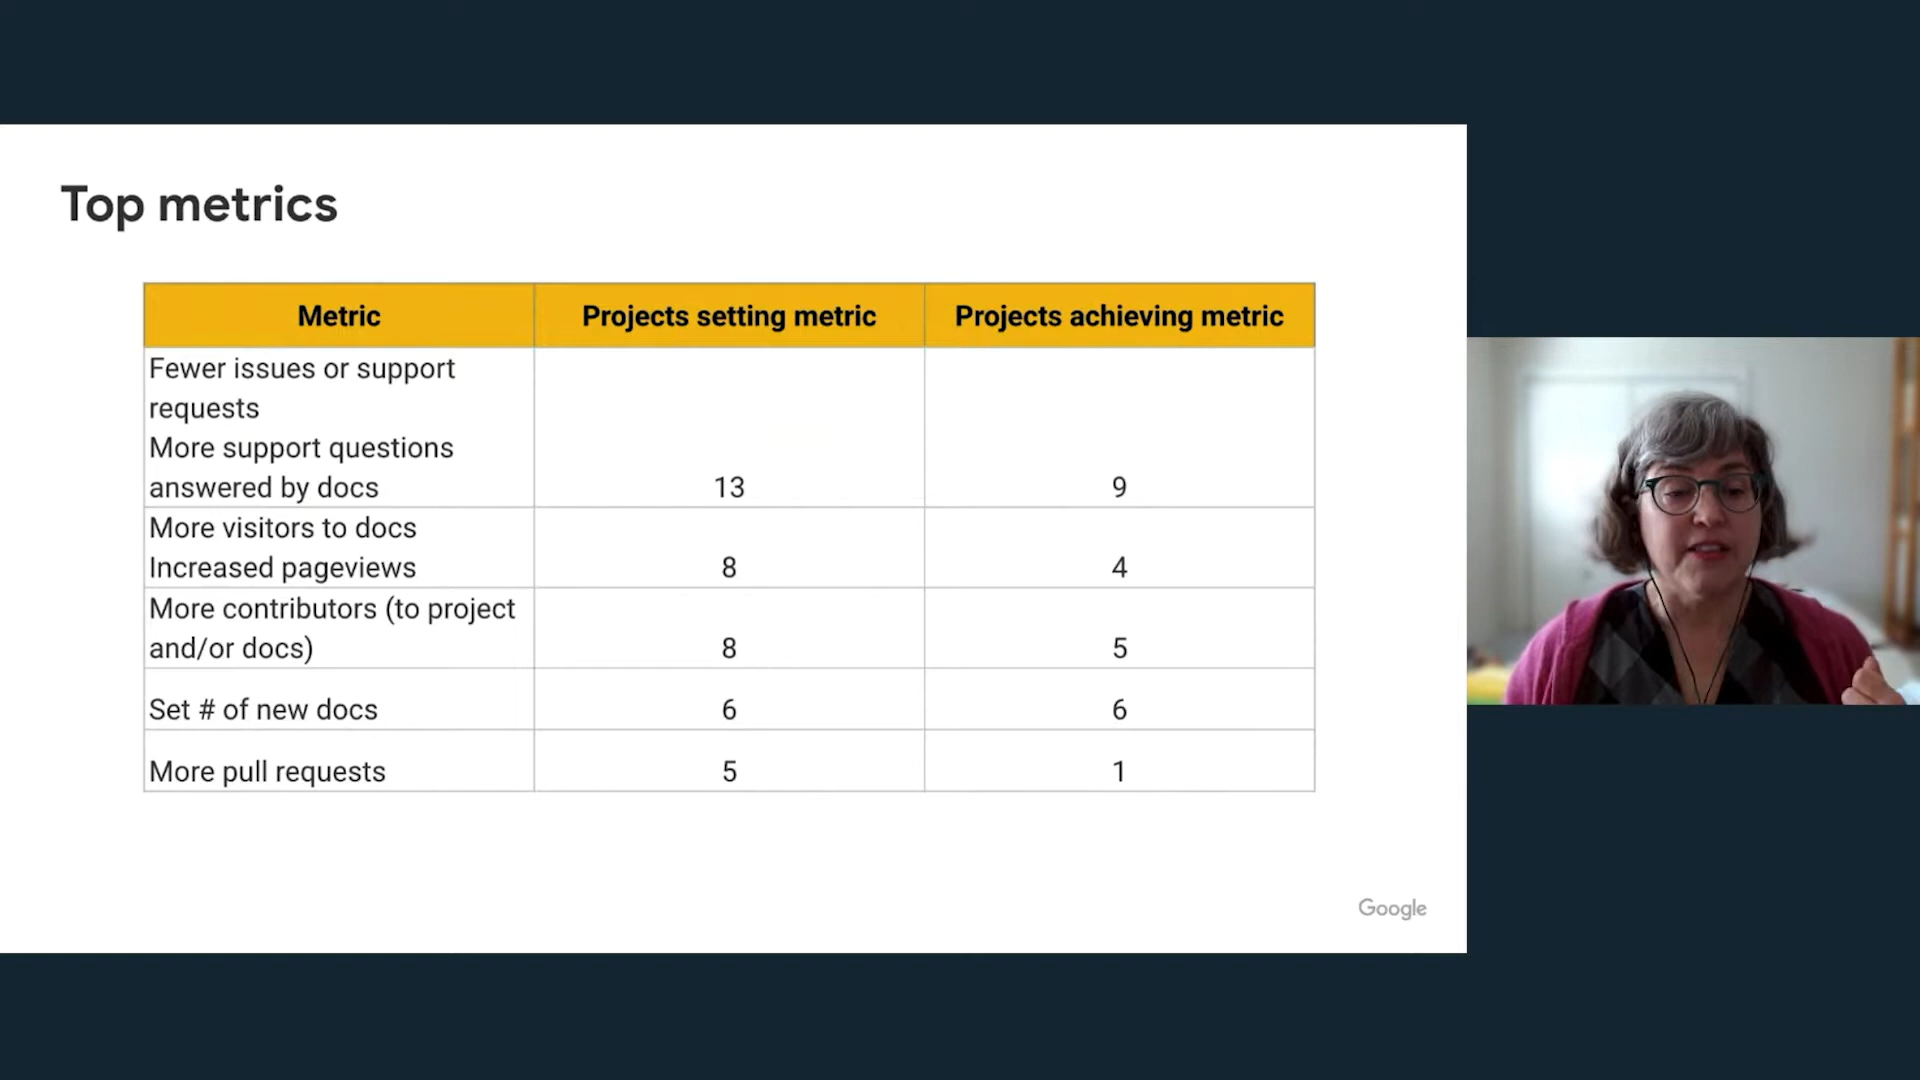 Top metrics
Metric
Projects setting metric
Projects achieving metric
Fewer issues or support
requests
More support questions
answered by docs
13
9
More visitors to docs
Increased pageviews
8
4
More contributors (to project
and/or docs)
8
5
Set # of new docs
6
6
More pull requests
5
1
Google